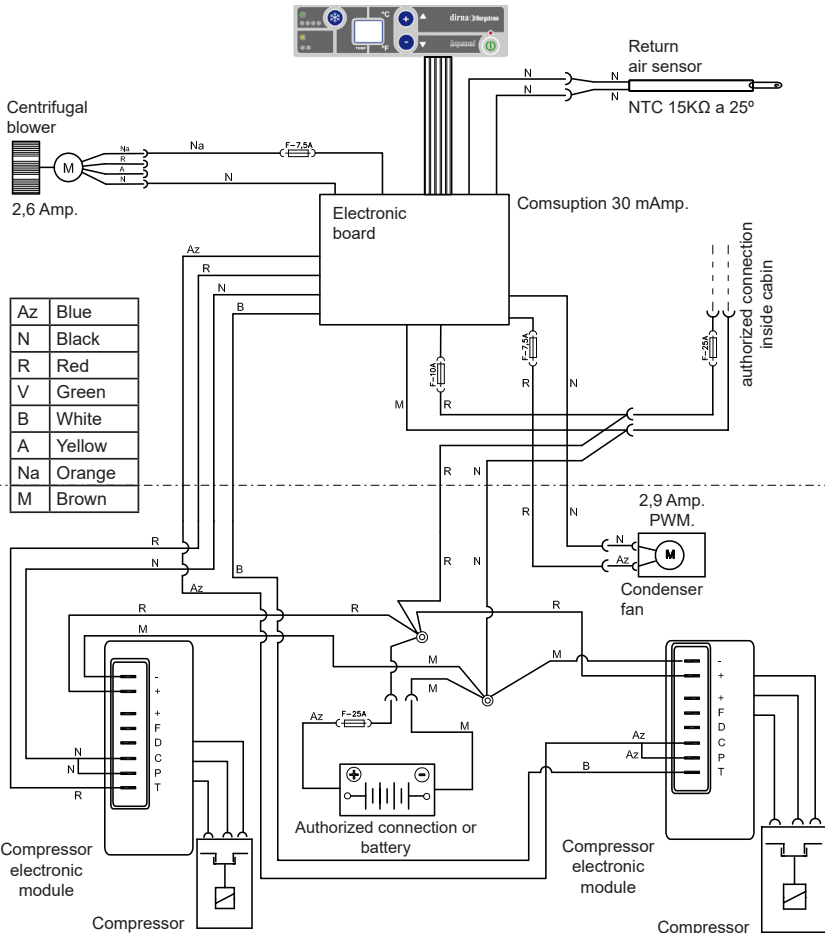 °C
°F
TEMP
+
-
dirna Bergstrom
Return
air sensor
N
N
N
N
NTC 15KΩ a 25º
Centrifugal
blower
M
Na
R
A
N
Na
F-7,5A
N
2,6 Amp.
Electronic
board
Comsuption 30 mAmp.
authorized connection
inside cabin
Az
R
N
B
Az Blue
N Black
R Red
V Green
B White
A Yellow
Na Orange
M Brown
F-10A
F-7,5A
F-25A
R
N
M
R
R
N
R
N
2,9 Amp.
PWM.
N
Az
M
Condenser
fan
R
N
B
Az
R
N
R
R
R
M
M
M
M
-
+
+
F
D
C
P
T
N
N
R
Az
F-25A
M
+
-
Authorized connection or
battery
-
+
+
F
D
C
P
T
Az
Az
B
Compressor
electronic
module
Compressor
Compressor
electronic
module
Compressor